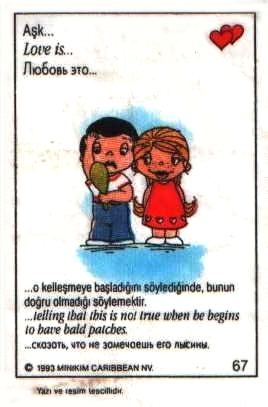 Aşk...
Love is...
Любовь это...
...o kelleşmeye başladığını söylediğinde, bunun
doğru olmadığı söylemektir.
...telling that this is not true when be begins
to have bald patches.
...сказать, что не замечаешь его лысины.
© 1993 MINIKIM CARIBBEAN NV.
67
Yazı ve resim tescillidir.